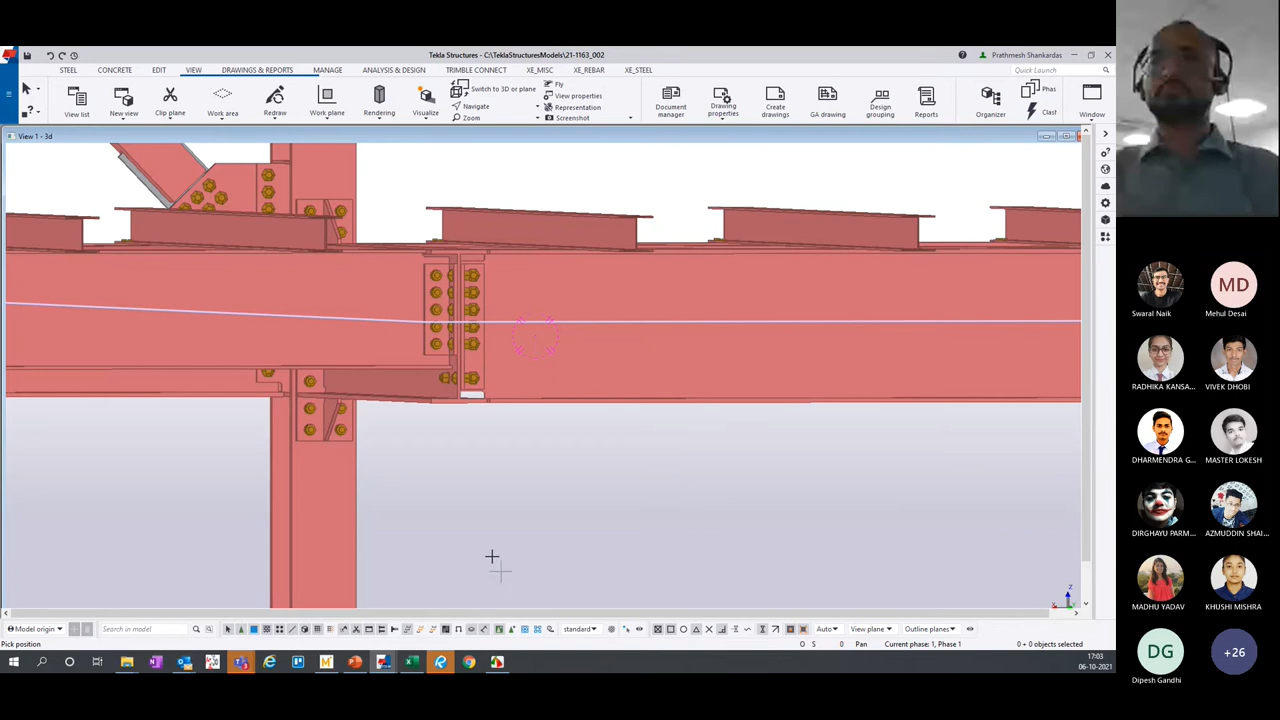 Tekla Structures - C:\TeklaStructuresModels\21-1163_002
Prathmesh Shankardas
STEEL CONCRETE EDIT VIEW DRAWINGS & REPORTS MANAGE ANALYSIS & DESIGN TRIMBLE CONNECT XE_MISC XE_REBAR XE_STEEL Quick Launch
View list
New view
Clip plane
Work area
Redraw
Work plane
Rendering
Visualize
Switch to 3D or plane
Navigate
Zoom
Fly
View properties
Representation
Screenshot
Document manager
Drawing properties
Create drawings
GA drawing
Design grouping
Reports
Organizer
Phas
Clast
Window
View 1 - 3d
Swaral Naik
MD
Mehul Desai
RADHIKA KANSA...
VIVEK DHOBI
DHARMENDRA G...
MASTER LOKESH
DIRGHAYU PARM...
AZMUDDIN SHAI...
MADHU YADAV
KHUSHI MISHRA
DG
Dipesh Gandhi
+26
z
Model origin
Search in model
standard
Auto
View plane
Outline planes
Pick position
O S 0 Pan Current phase: 1, Phase 1 0 + 0 objects selected
17:03
06-10-2021